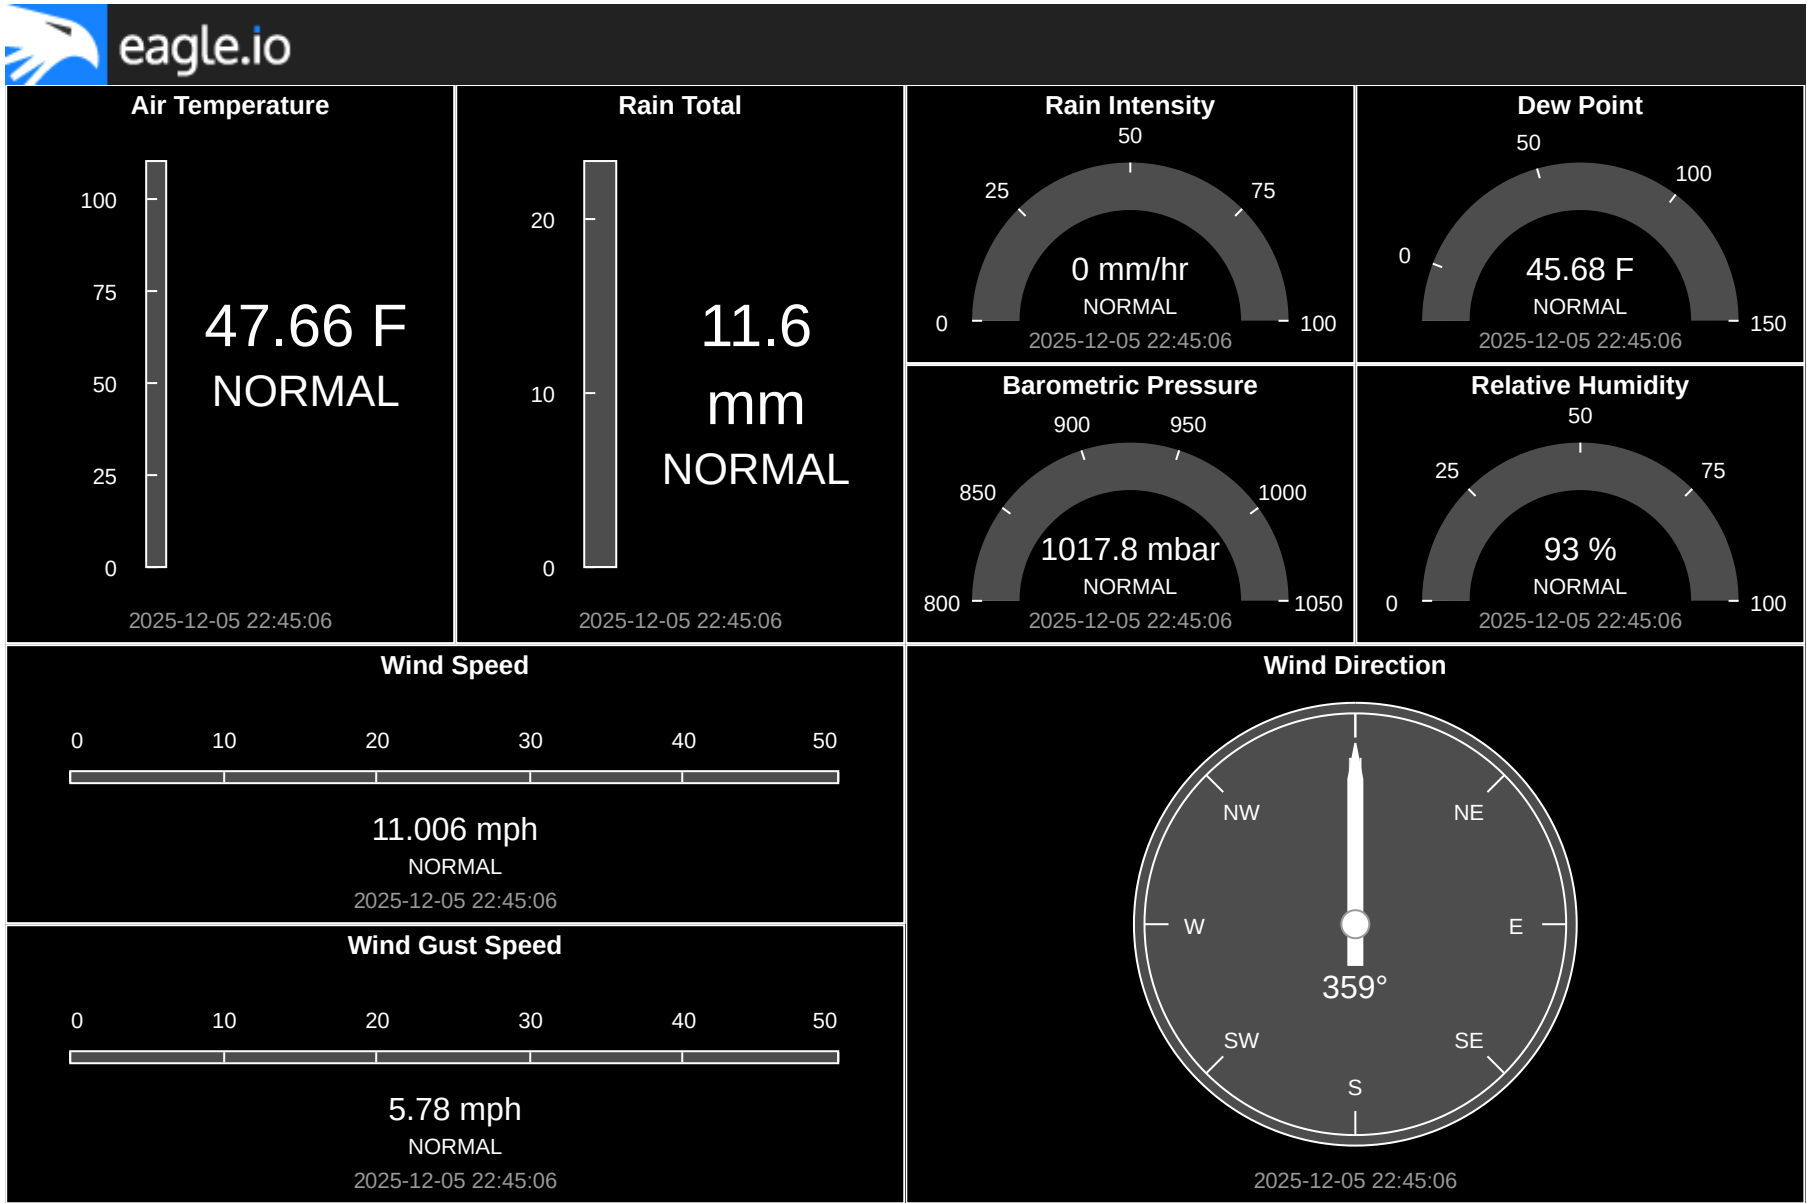 eagle.io
Air Temperature
100
75
50
25
0
47.66 F
NORMAL
2025-12-05 22:45:06
Rain Total
20
10
0
11.6
mm
NORMAL
2025-12-05 22:45:06
Rain Intensity
50
25
75
0
100
0 mm/hr
NORMAL
2025-12-05 22:45:06
Dew Point
50
100
0
150
45.68 F
NORMAL
2025-12-05 22:45:06
Barometric Pressure
900
950
850
1000
800
1050
1017.8 mbar
NORMAL
2025-12-05 22:45:06
Relative Humidity
50
25
75
0
100
93 %
NORMAL
2025-12-05 22:45:06
Wind Speed
0 10 20 30 40 50
11.006 mph
NORMAL
2025-12-05 22:45:06
Wind Gust Speed
0 10 20 30 40 50
5.78 mph
NORMAL
2025-12-05 22:45:06
Wind Direction
NW NE
W E
359°
SW SE
S
2025-12-05 22:45:06